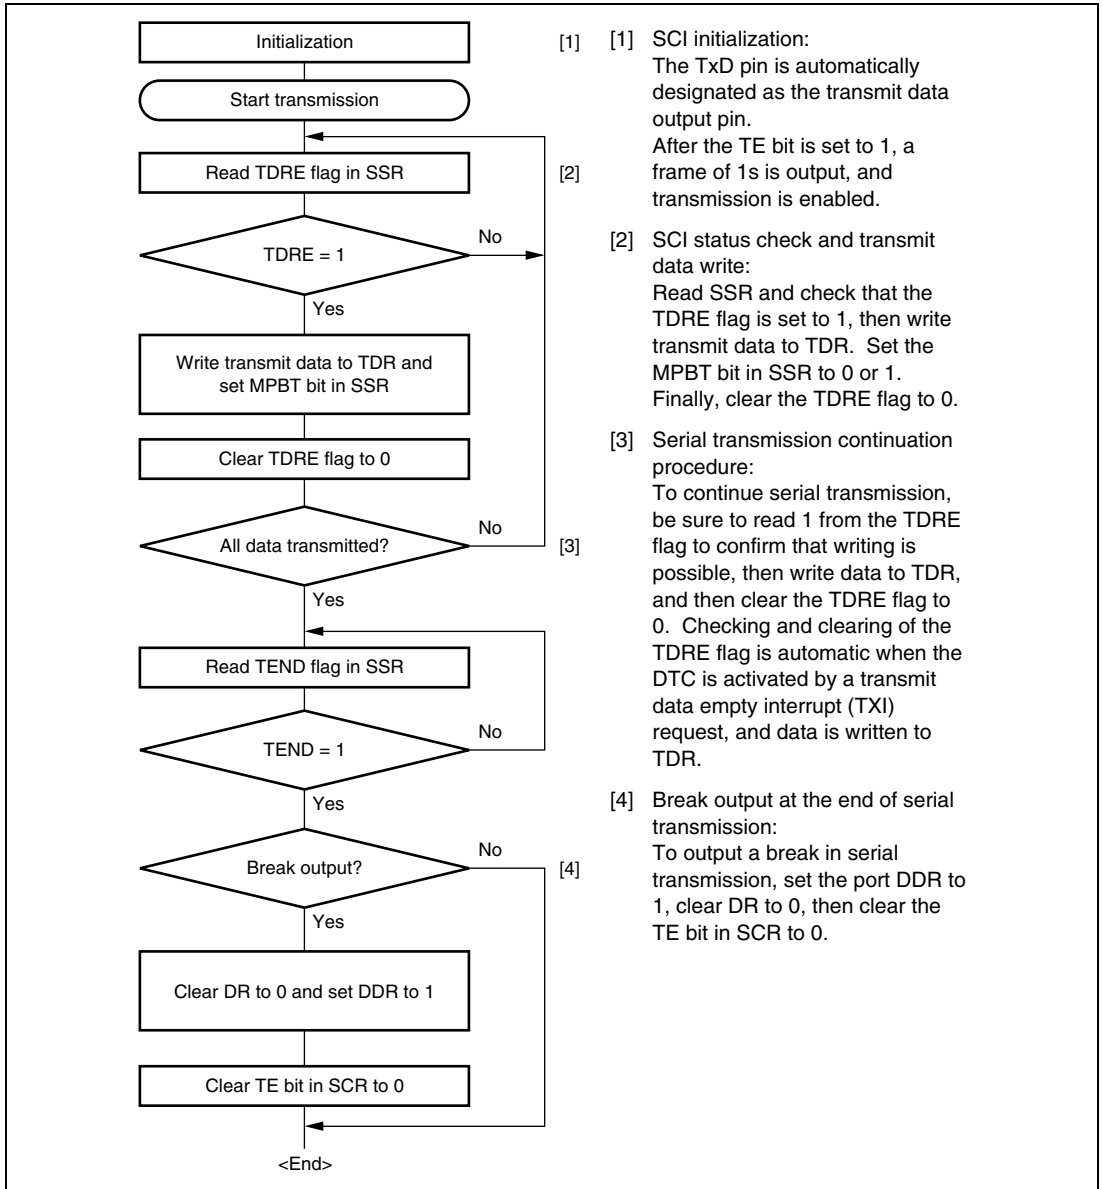 Initialization
[1]
Start transmission
Read TDRE flag in SSR
[2]
No
TDRE = 1
Yes
Write transmit data to TDR and
set MPBT bit in SSR
Clear TDRE flag to 0
No
All data transmitted?
[3]
Yes
Read TEND flag in SSR
No
TEND = 1
Yes
No
Break output?
[4]
Yes
Clear DR to 0 and set DDR to 1
Clear TE bit in SCR to 0
<End>
[1] SCI initialization:
The TxD pin is automatically
designated as the transmit data
output pin.
After the TE bit is set to 1, a
frame of 1s is output, and
transmission is enabled.
[2] SCI status check and transmit
data write:
Read SSR and check that the
TDRE flag is set to 1, then write
transmit data to TDR. Set the
MPBT bit in SSR to 0 or 1.
Finally, clear the TDRE flag to 0.
[3] Serial transmission continuation
procedure:
To continue serial transmission,
be sure to read 1 from the TDRE
flag to confirm that writing is
possible, then write data to TDR,
and then clear the TDRE flag to
0. Checking and clearing of the
TDRE flag is automatic when the
DTC is activated by a transmit
data empty interrupt (TXI)
request, and data is written to
TDR.
[4] Break output at the end of serial
transmission:
To output a break in serial
transmission, set the port DDR to
1, clear DR to 0, then clear the
TE bit in SCR to 0.